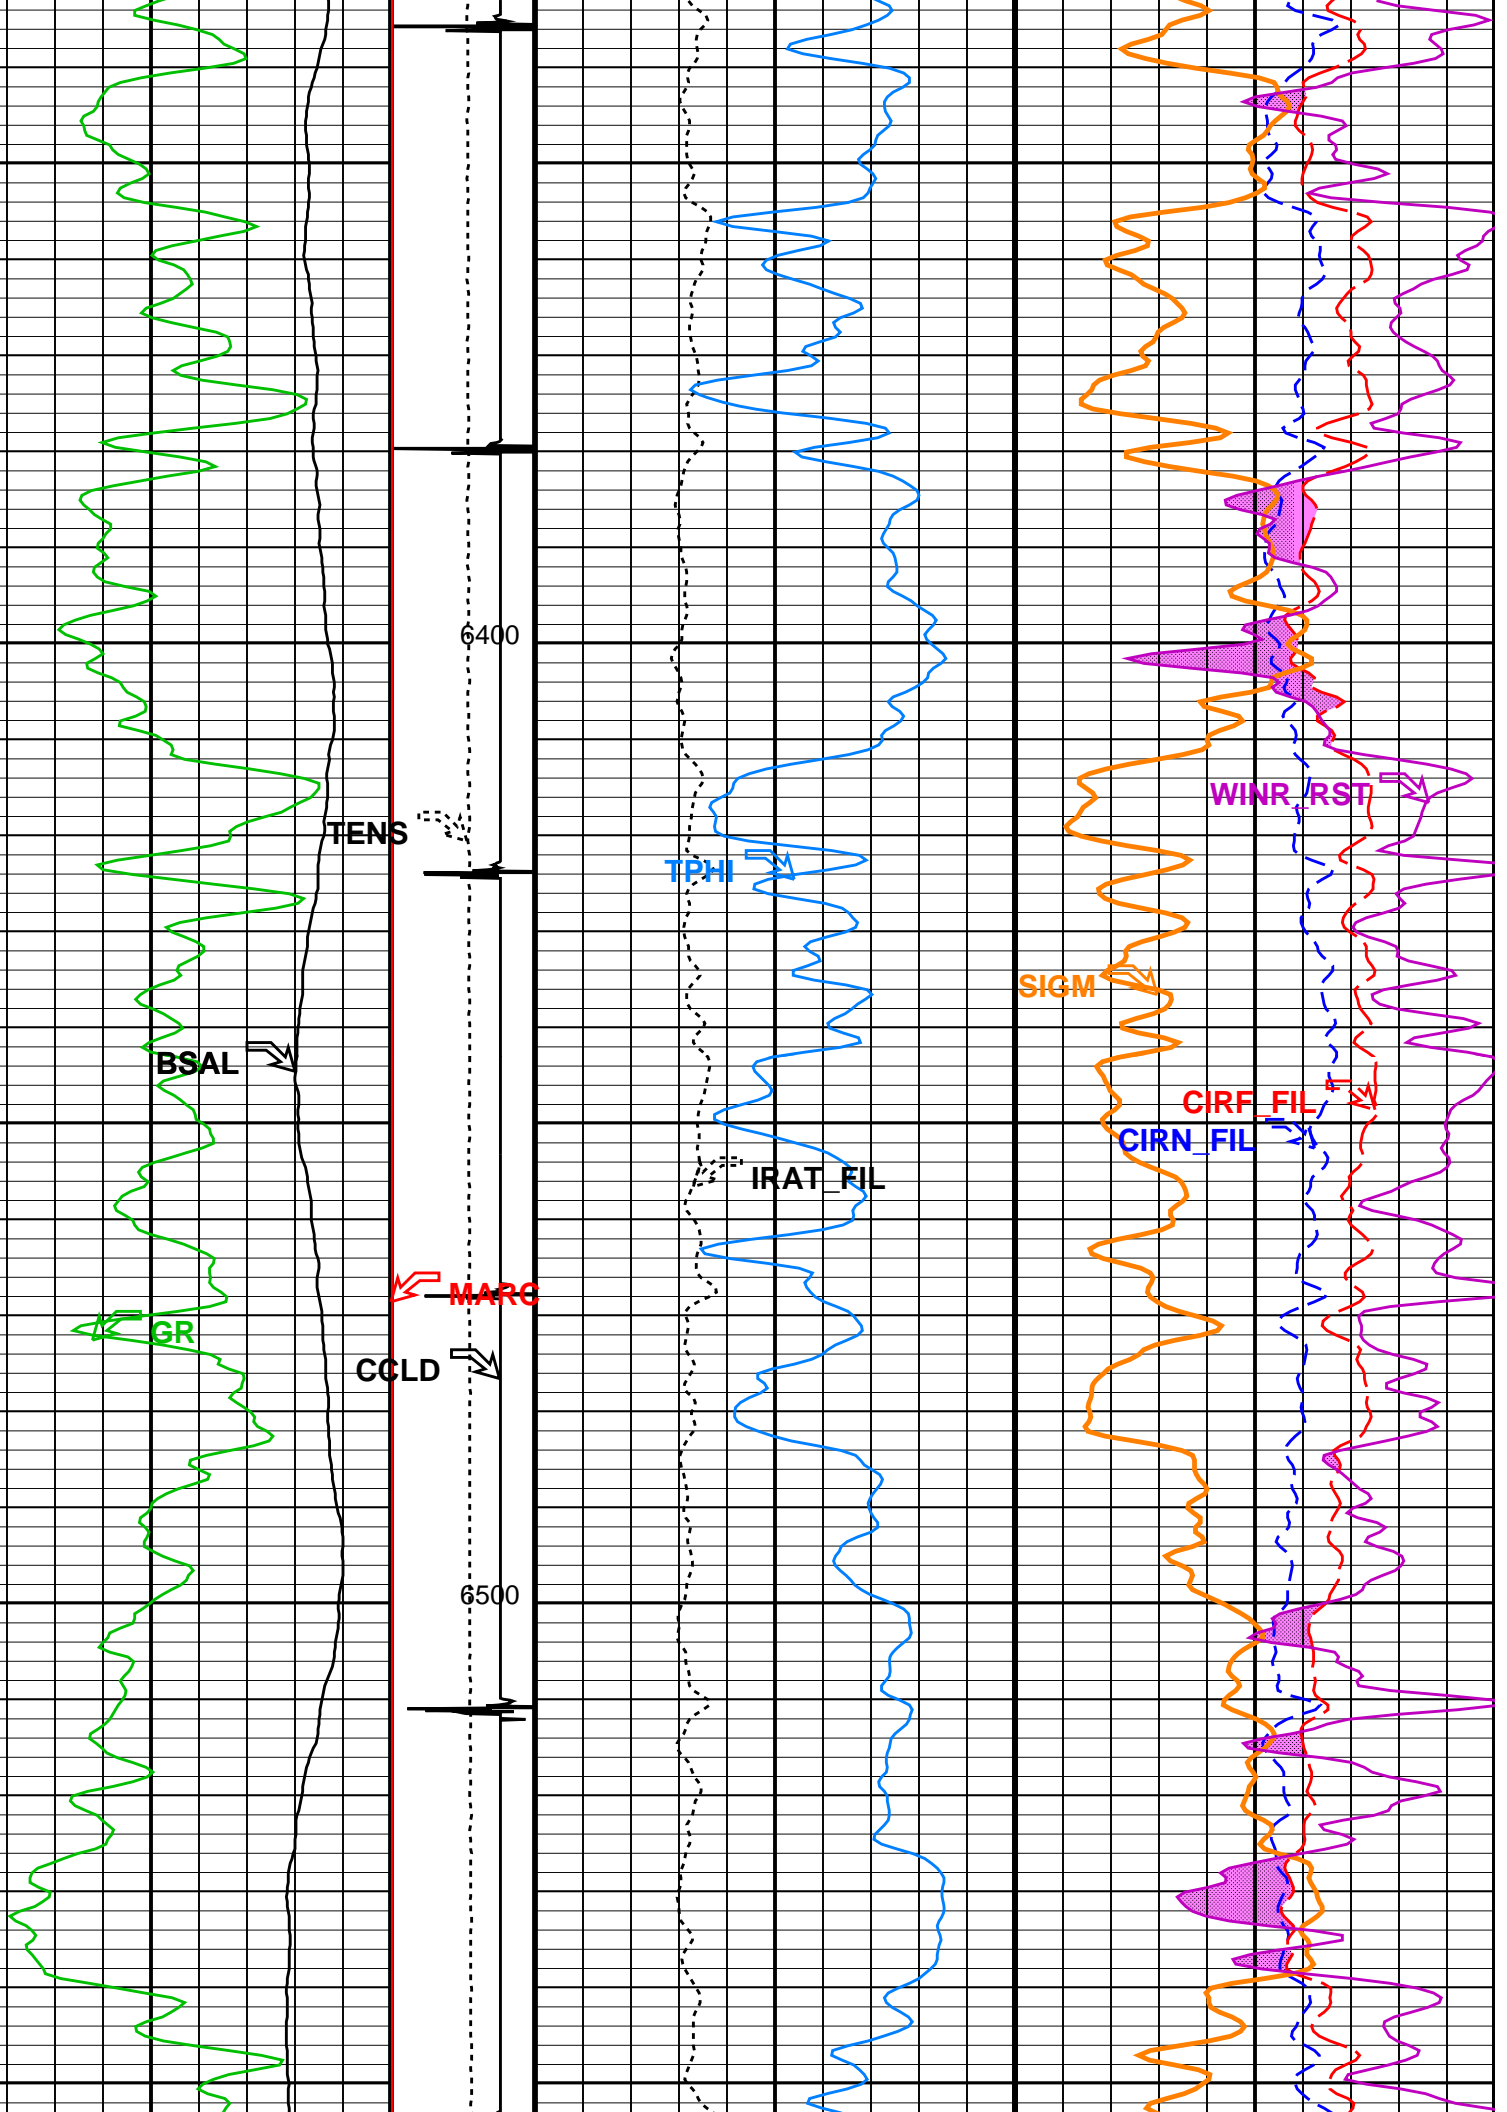 6400
WINR_RST
TENS
TPHI
SIGM
BSAL
CIRF_FIL
CIRN_FIL
IRAT_FIL
MARC
GR
CCLD
6500